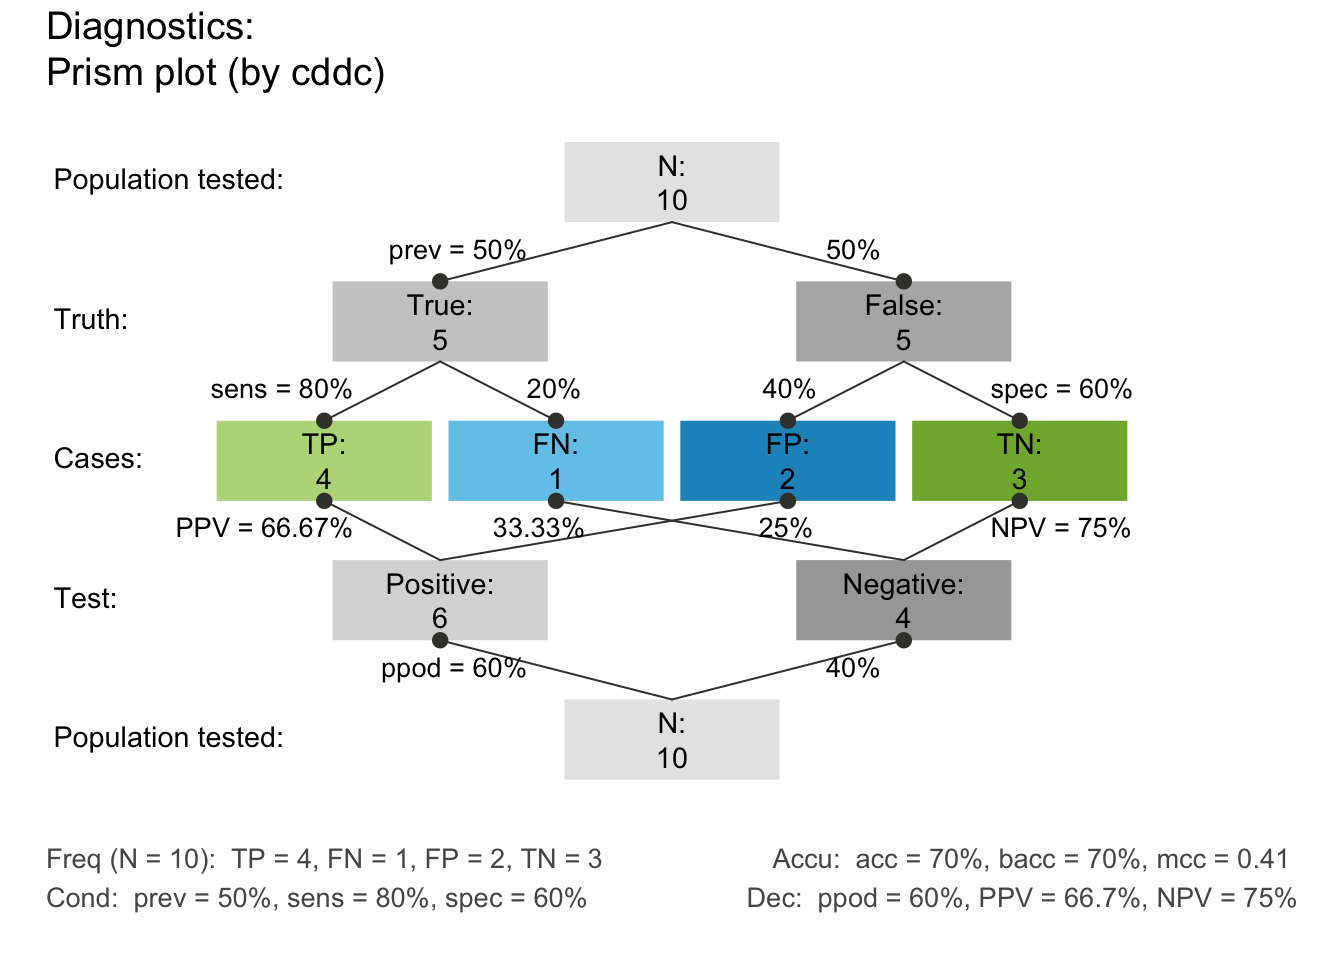 Diagnostics:
Prism plot (by cddc)
Population tested:
N:
10
prev = 50%
50%
Truth:
True:
5
False:
5
sens = 80%
20%
40%
spec = 60%
Cases:
TP:
4
FN:
1
FP:
2
TN:
3
PPV = 66.67%
33.33%
25%
NPV = 75%
Test:
Positive:
6
Negative:
4
ppod = 60%
40%
Population tested:
N:
10
Freq (N = 10):  TP = 4, FN = 1, FP = 2, TN = 3
Accu:  acc = 70%, bacc = 70%, mcc = 0.41
Cond:  prev = 50%, sens = 80%, spec = 60%
Dec:  ppod = 60%, PPV = 66.7%, NPV = 75%